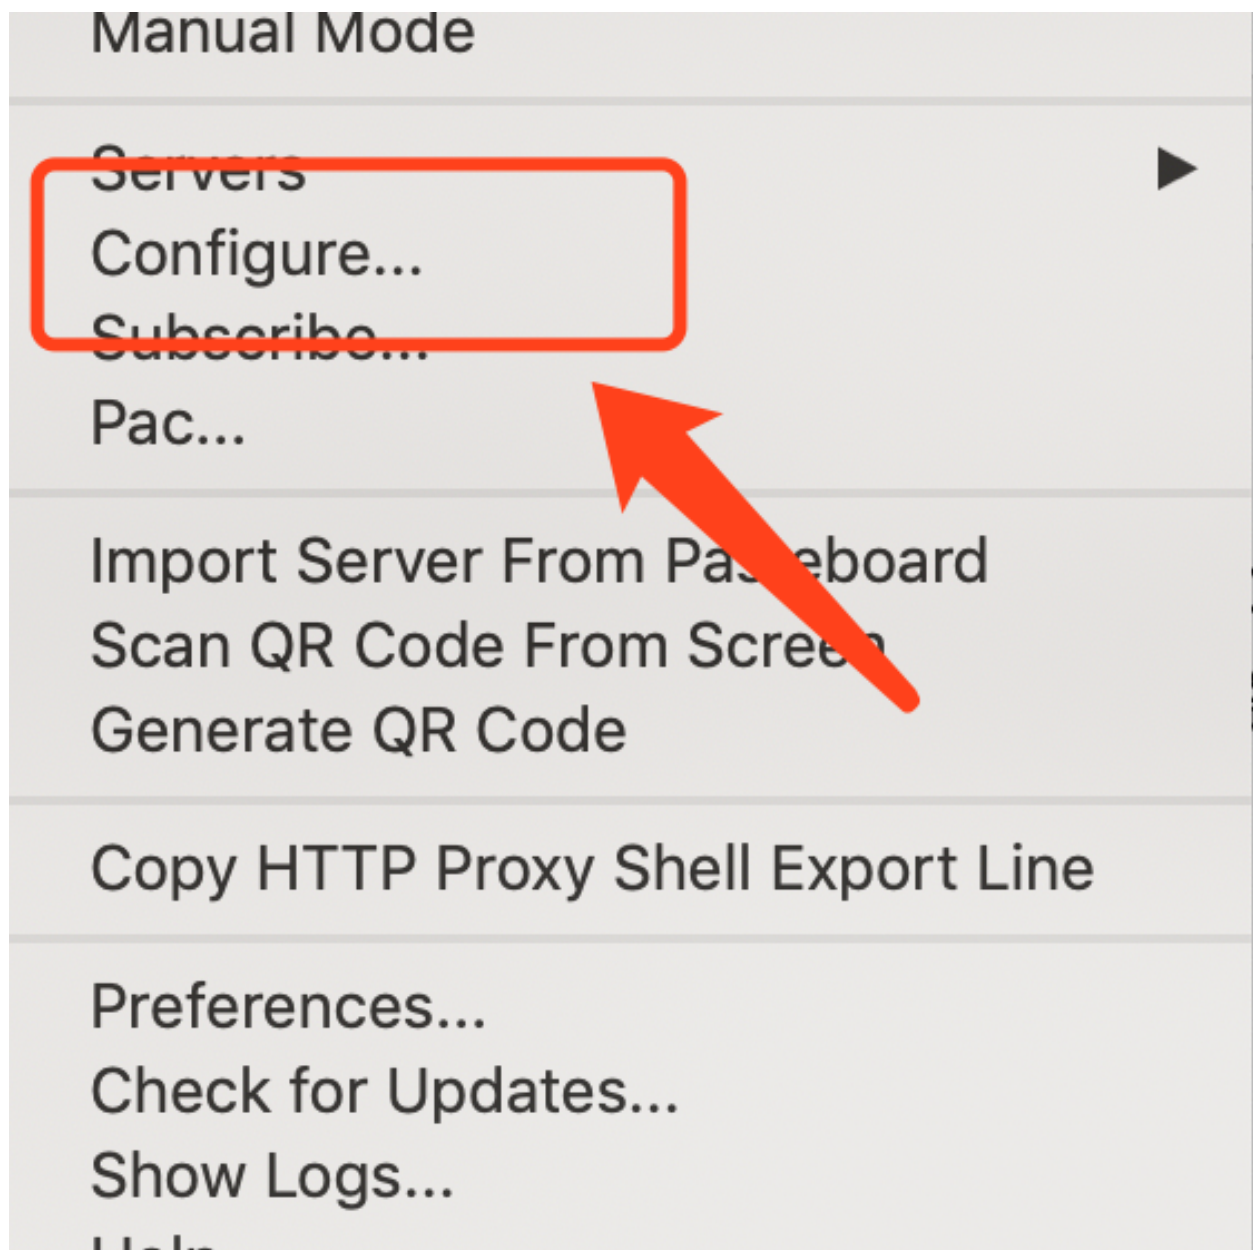 Manual Mode
Servers
Configure...
Subscribe...
Pac...
Import Server From Pasteboard
Scan QR Code From Screen
Generate QR Code
Copy HTTP Proxy Shell Export Line
Preferences...
Check for Updates...
Show Logs...
Help